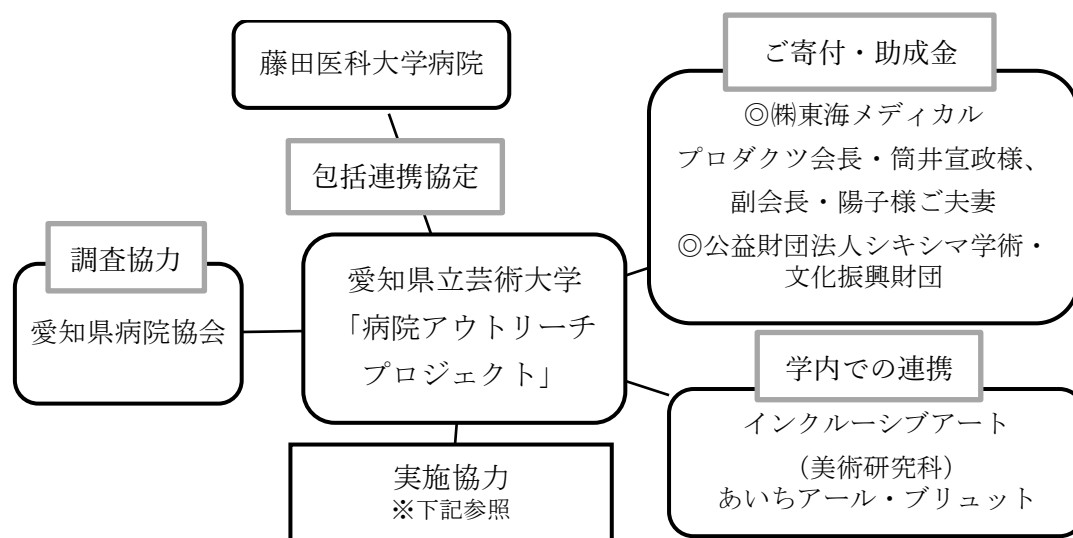 藤田医科大学病院
包括連携協定
ご寄付・助成金
◎㈱東海メディカル
プロダクツ会長・筒井宣政様、
副会長・陽子様ご夫妻
◎公益財団法人シキシマ学術・
文化振興財団
調査協力
愛知県病院協会
愛知県立芸術大学
「病院アウトリーチ
プロジェクト」
学内での連携
インクルーシブアート
（美術研究科）
あいちアール・ブリュット
実施協力
※下記参照